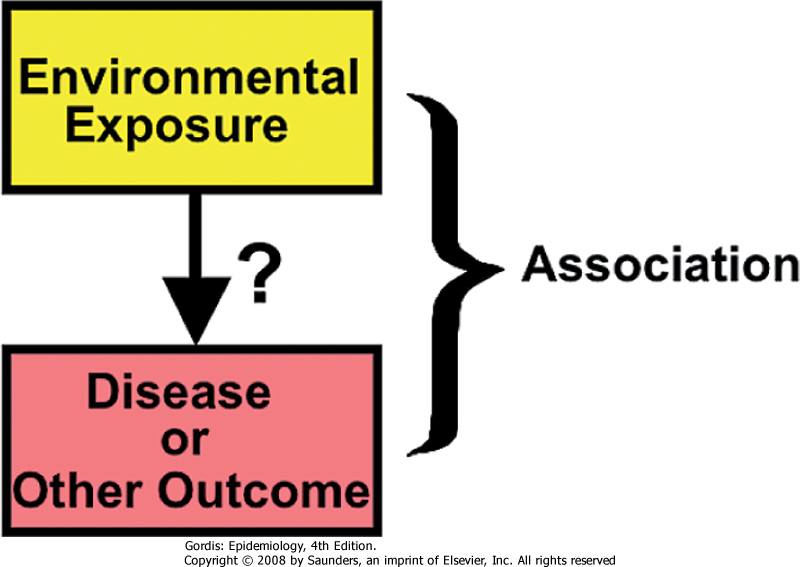 Environmental
Exposure
?
Association
Disease
or
Other Outcome
Gordis: Epidemiology, 4th Edition.
Copyright © 2008 by Saunders, an imprint of Elsevier, Inc. All rights reserved